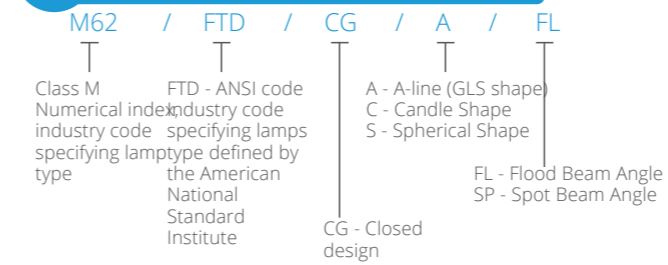 M62 / FTD / CG / A / FL
Class M
Numerical index,
industry code
specifying lamp
type
FTD - ANSI code
industry code
specifying lamps
type defined by
the American
National
Standard
Institute
CG - Closed
design
A - A-line (GLS shape)
C - Candle Shape
S - Spherical Shape
FL - Flood Beam Angle
SP - Spot Beam Angle